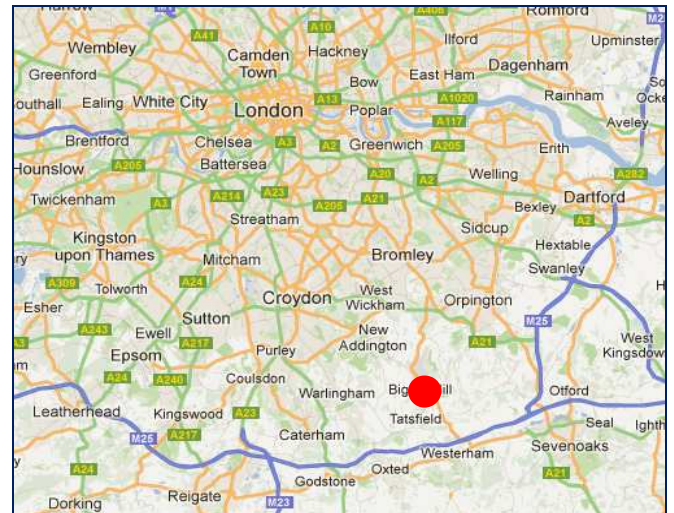 Romford
A10
A41
Wembley
Camden
Town
Hackney
Ilford
Upminster
Greenford
Bow
East Ham
Dagenham
Ealing
White City
London
A13
Poplar
A1020
Rainham
A117
Aveley
Brentford
Chelsea
A3
A2
Greenwich
A205
Erith
Hounslow
A205
Battersea
A20
A282
Twickenham
A3
A214
A23
A205
A21
A2
Welling
Bexley
Dartford
A2
Streatham
Sidcup
Kingston
upon Thames
Mitcham
Bromley
Hextable
Swanley
A309
Tolworth
A24
Croydon
West
Wickham
Orpington
Esher
Sutton
New
Addington
M25
A243
Ewell
A217
A21
West
Epsom
Purley
A24
A240
Coulsdon
Warlingham
Otford
Leatherhead
Kingswood
A23
Tatsfield
Seal
M25
A217
Caterham
Westerham
Sevenoaks
A24
Oxted
A21
Godstone
Reigate
M23
Dorking